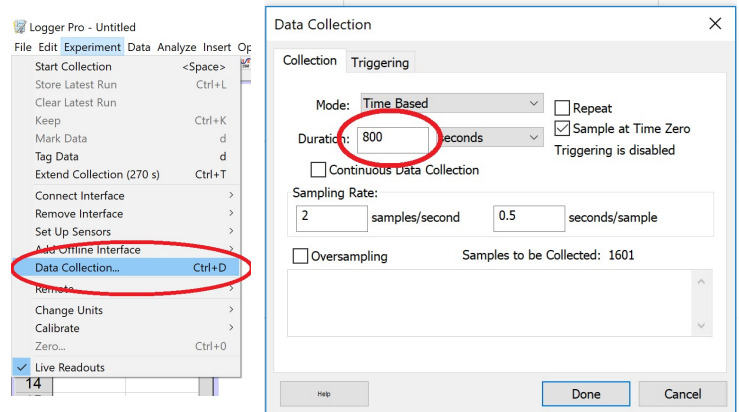 Logger Pro - Untitled
File Edit Experiment Data Analyze Insert Op
Start Collection <Space>
Store Latest Run Ctrl+L
Clear Latest Run
Keep Ctrl+K
Mark Data d
Tag Data d
Extend Collection (270 s) Ctrl+T
Connect Interface >
Remove Interface >
Set Up Sensors >
Add Offline Interface >
Data Collection... Ctrl+D
Remote >
Change Units >
Calibrate >
Zero... Ctrl+0
Live Readouts
14
Data Collection
Collection Triggering
Mode: Time Based Repeat
Sample at Time Zero
Duration: 800 seconds
Triggering is disabled
Continuous Data Collection
Sampling Rate:
2 samples/second 0.5 seconds/sample
Oversampling Samples to be Collected: 1601
Help Done Cancel